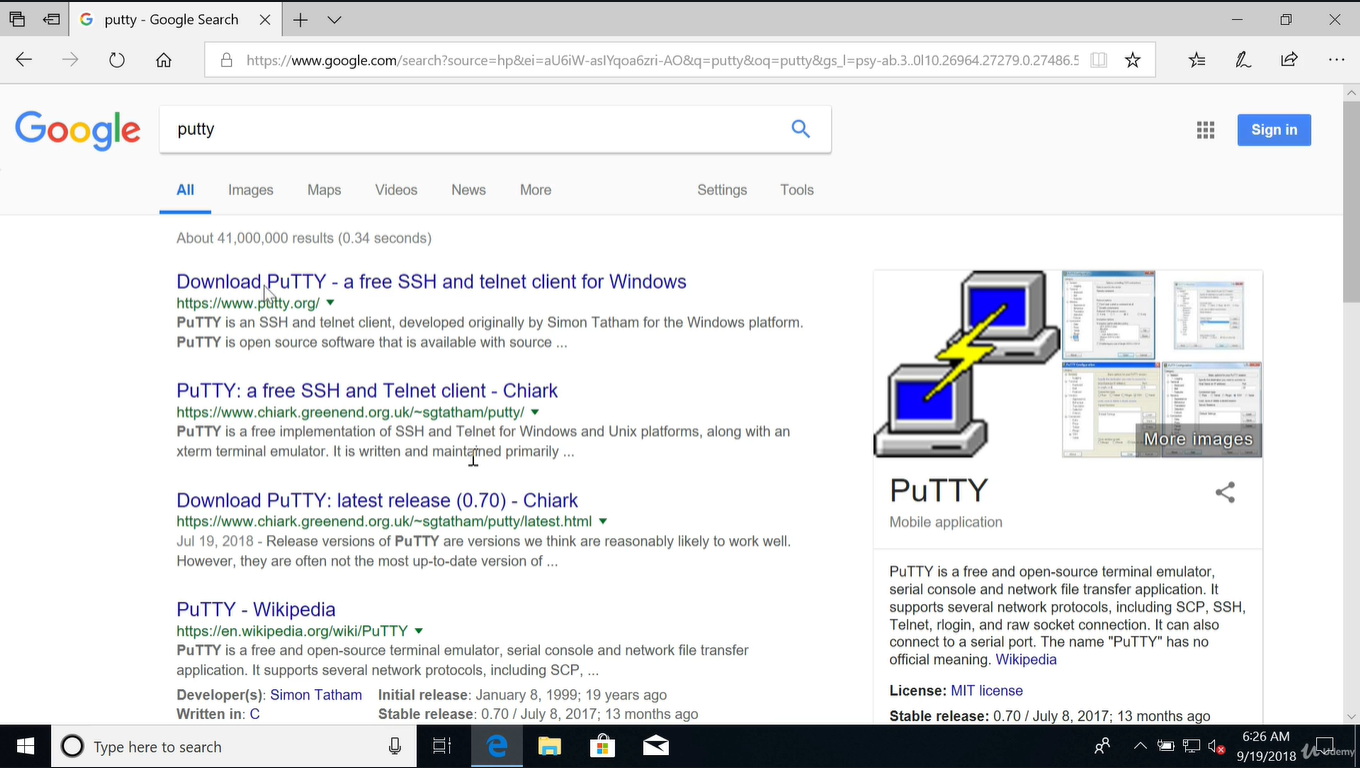 putty - Google Search
https://www.google.com/search?source=hp&ei=aU6iW-asIYqoa6zri-AO&q=putty&oq=putty&gs_l=psy-ab.3..0l10.26964.27279.0.27486.5
Google
putty
Sign in
All Images Maps Videos News More Settings Tools
About 41,000,000 results (0.34 seconds)
Download PuTTY - a free SSH and telnet client for Windows
https://www.putty.org/
PuTTY is an SSH and telnet client, developed originally by Simon Tatham for the Windows platform.
PuTTY is open source software that is available with source ...
PuTTY: a free SSH and Telnet client - Chiark
https://www.chiark.greenend.org.uk/~sgtatham/putty/
PuTTY is a free implementation of SSH and Telnet for Windows and Unix platforms, along with an
xterm terminal emulator. It is written and maintained primarily ...
Download PuTTY: latest release (0.70) - Chiark
https://www.chiark.greenend.org.uk/~sgtatham/putty/latest.html
Jul 19, 2018 - Release versions of PuTTY are versions we think are reasonably likely to work well.
However, they are often not the most up-to-date version of ...
PuTTY - Wikipedia
https://en.wikipedia.org/wiki/PuTTY
PuTTY is a free and open-source terminal emulator, serial console and network file transfer
application. It supports several network protocols, including SCP, ...
Developer(s): Simon Tatham Initial release: January 8, 1999; 19 years ago
Written in: C Stable release: 0.70 / July 8, 2017; 13 months ago
More images
PuTTY
Mobile application
PuTTY is a free and open-source terminal emulator,
serial console and network file transfer application. It
supports several network protocols, including SCP, SSH,
Telnet, rlogin, and raw socket connection. It can also
connect to a serial port. The name "PuTTY" has no
official meaning. Wikipedia
License: MIT license
Stable release: 0.70 / July 8, 2017; 13 months ago
Type here to search
6:26 AM
9/19/2018
Udemy